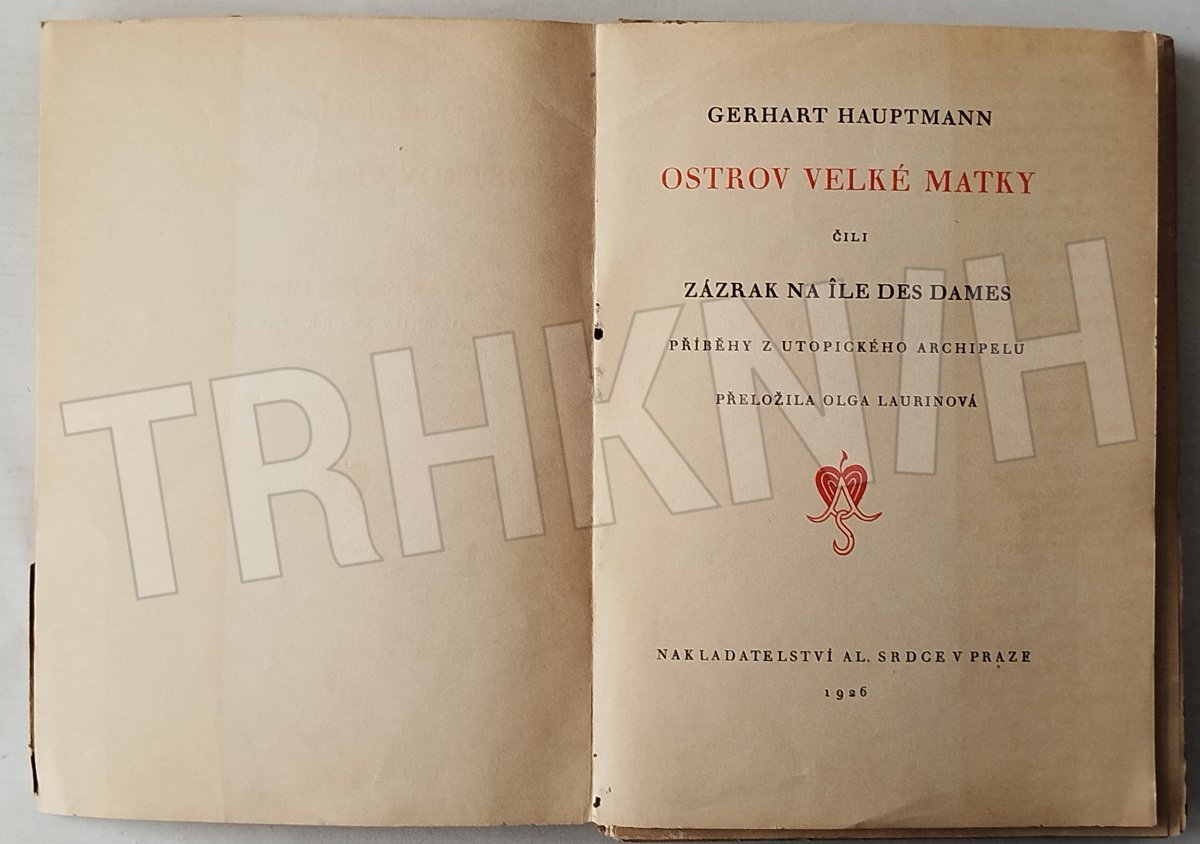 GERHART HAUPTMANN
OSTROV VELKÉ MATKY
ČILI
ZÁZRAK NA ÎLE DES DAMES
PŘÍBĚHY Z UTOPICKÉHO ARCHIPELU
PŘELOŽILA OLGA LAURINOVÁ
AS
NAKLADATELSTVÍ AL. SRDCE V PRAZE
1926
TRHKNIH